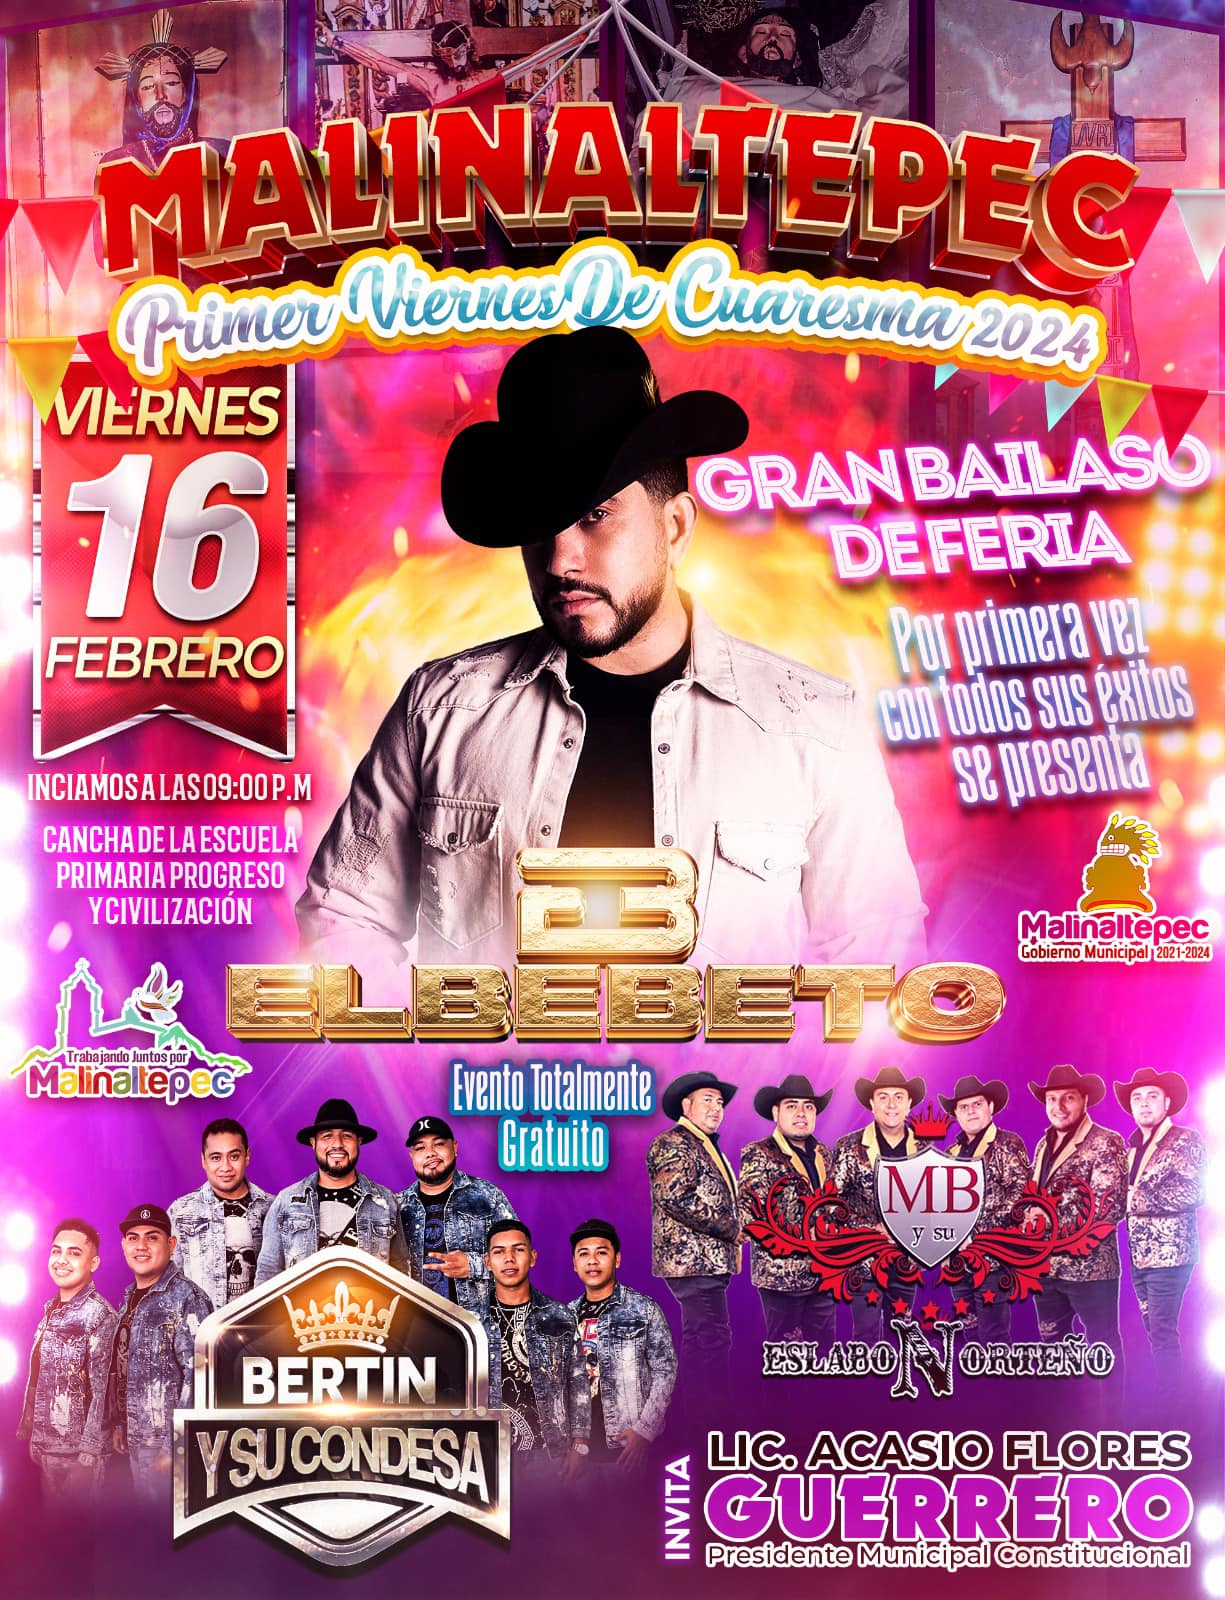 MALINALTEPEC
Primer Viernes De Cuaresma 2024
VIERNES
16
FEBRERO
GRAN BAILASO
DE FERIA
Por primera vez
con todos sus éxitos
se presenta
INCIAMOS A LAS 09:00 P.M
CANCHA DE LA ESCUELA
PRIMARIA PROGRESO
Y CIVILIZACIÓN
Malinaltepec
Gobierno Municipal 2021-2024
B
EL BEBETO
Trabajando Juntos por
Malinaltepec
Evento Totalmente
Gratuito
MB
y su
ESLABON NORTEÑO
BERTIN
Y SU CONDESA
INVITA
LIC. ACASIO FLORES
GUERRERO
Presidente Municipal Constitucional